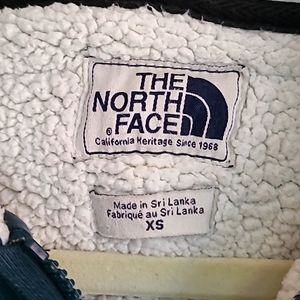 THE
NORTH
FACE
®
California Heritage Since 1968
Made in Sri Lanka
Fabriqué au Sri Lanka
XS